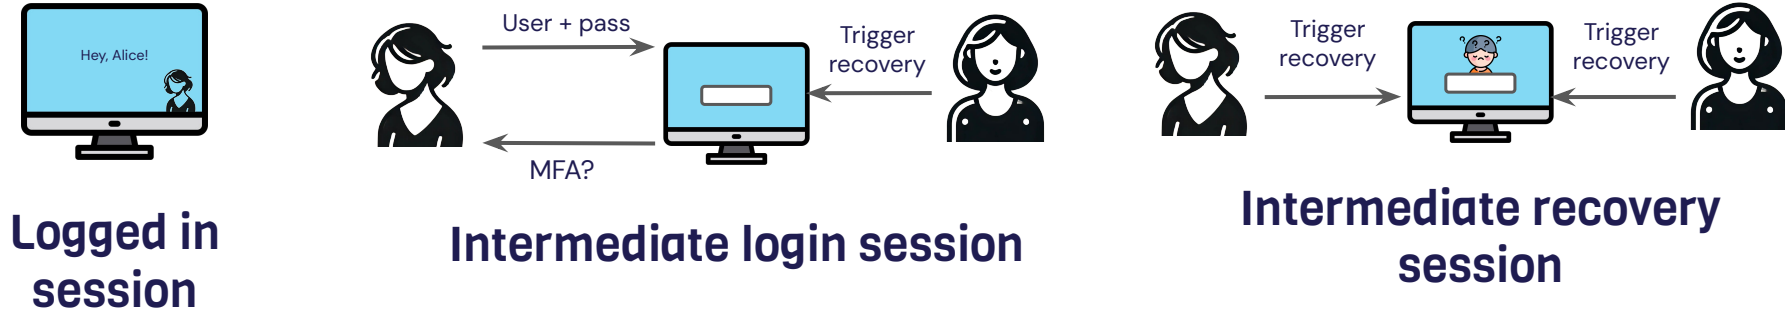 Hey, Alice!
Logged in
session
User + pass
MFA?
Trigger
recovery
Intermediate login session
Trigger
recovery
Trigger
recovery
Intermediate recovery
session